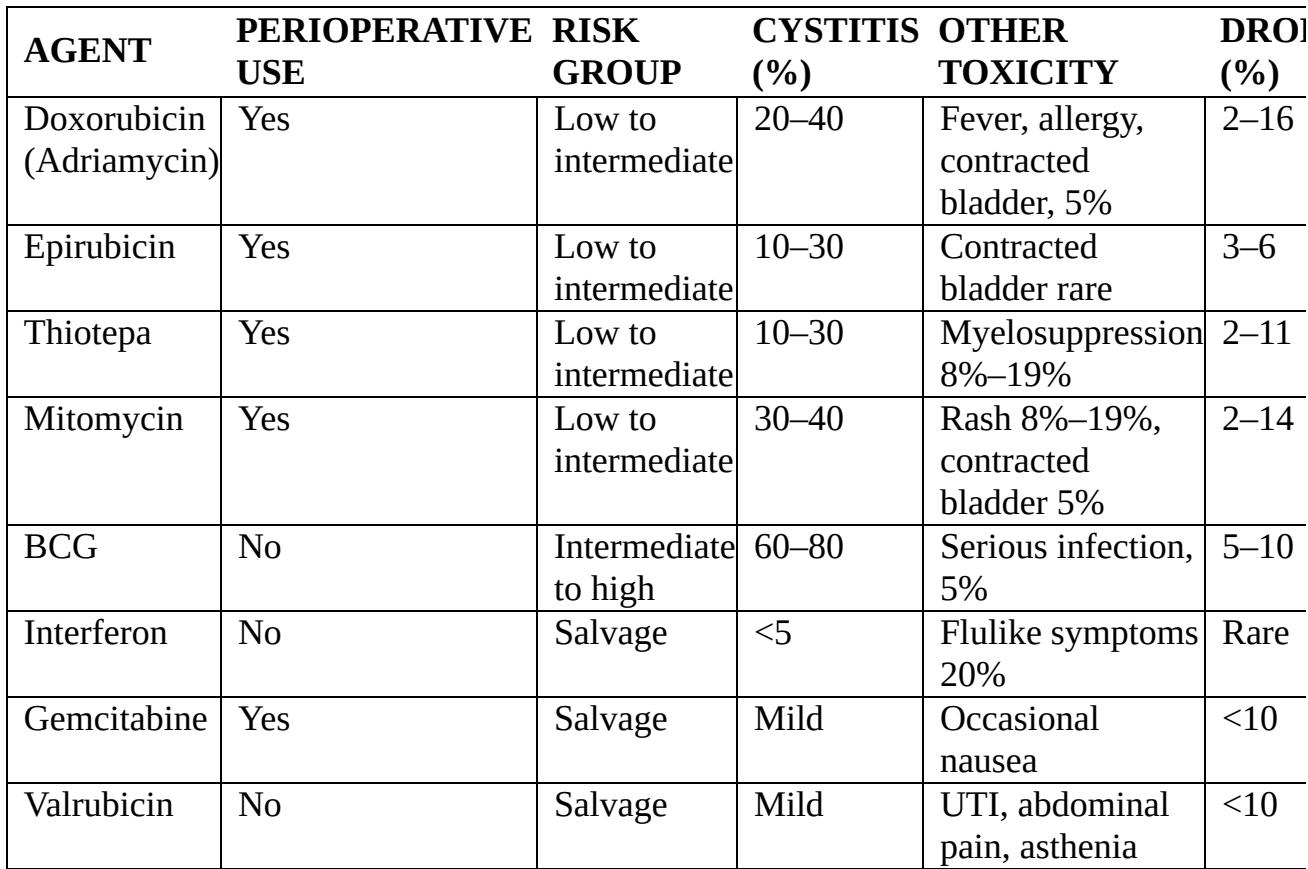 AGENT
PERIOPERATIVE USE
RISK GROUP
CYSTITIS (%)
OTHER TOXICITY
(%)
Doxorubicin (Adriamycin)
Yes
Low to intermediate
20–40
Fever, allergy, contracted bladder, 5%
2–16
Epirubicin
Yes
Low to intermediate
10–30
Contracted bladder rare
3–6
Thiotepa
Yes
Low to intermediate
10–30
Myelosuppression 8%–19%
2–11
Mitomycin
Yes
Low to intermediate
30–40
Rash 8%–19%, contracted bladder 5%
2–14
BCG
No
Intermediate to high
60–80
Serious infection, 5%
5–10
Interferon
No
Salvage
<5
Flulike symptoms 20%
Rare
Gemcitabine
Yes
Salvage
Mild
Occasional nausea
<10
Valrubicin
No
Salvage
Mild
UTI, abdominal pain, asthenia
<10